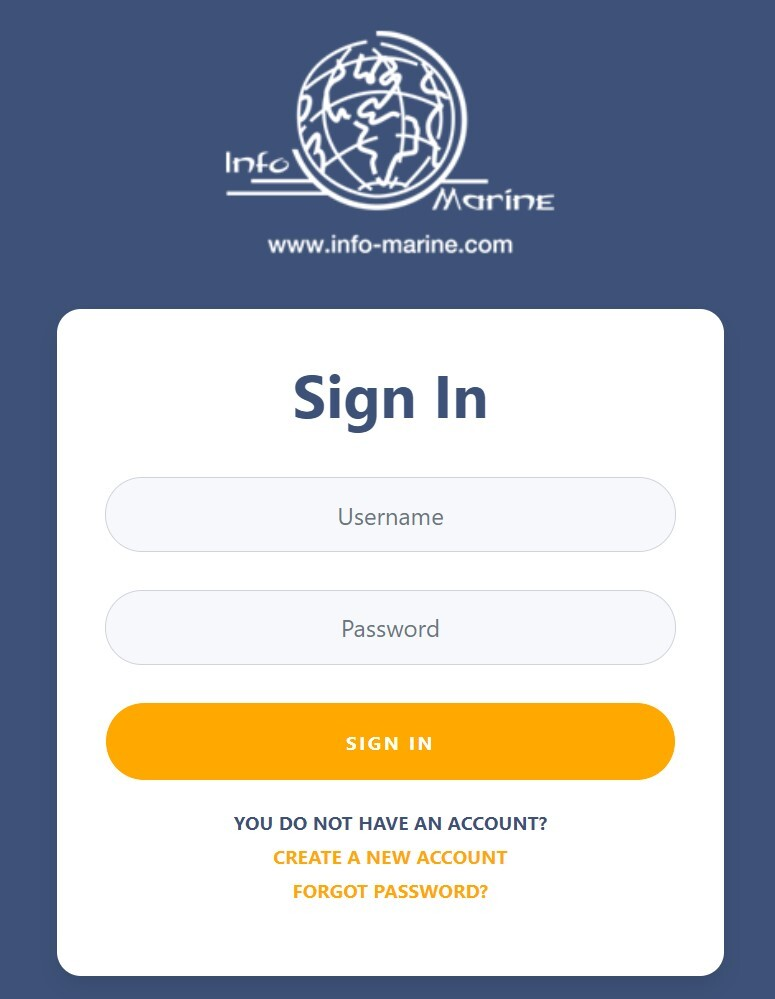 Info
Marine
www.info-marine.com
Sign In
Username
Password
SIGN IN
YOU DO NOT HAVE AN ACCOUNT?
CREATE A NEW ACCOUNT
FORGOT PASSWORD?